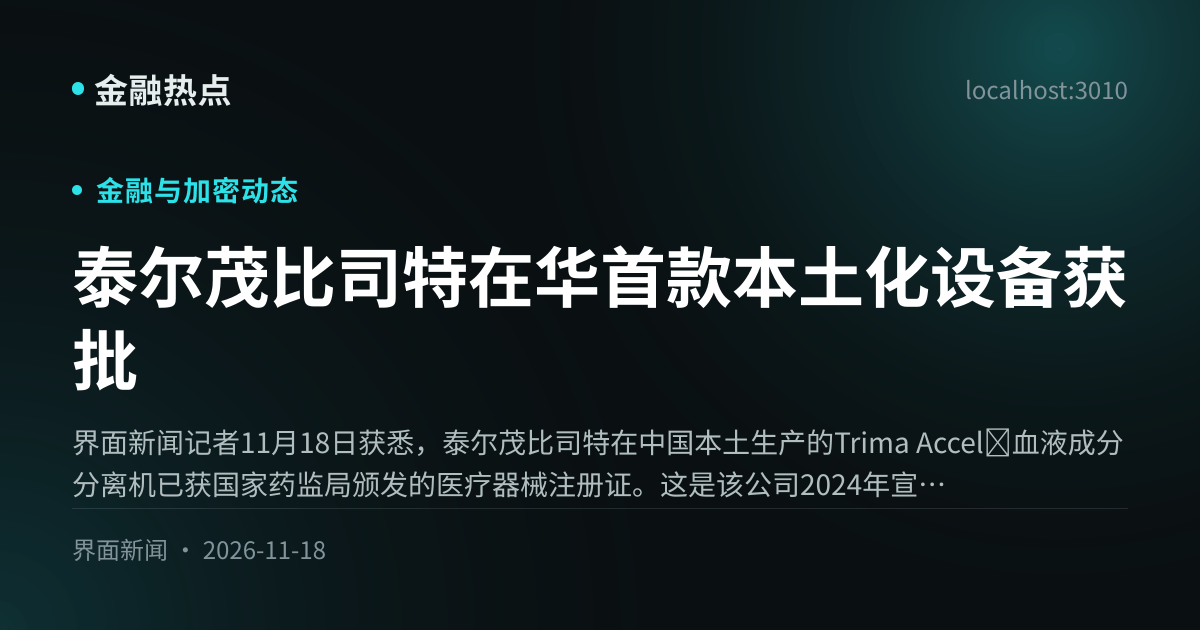 金融热点
localhost:3010
金融与加密动态
泰尔茂比司特在华首款本土化设备获
批
界面新闻记者11月18日获悉，泰尔茂比司特在中国本土生产的Trima Accel血液成分
分离机已获国家药监局颁发的医疗器械注册证。这是该公司2024年宣…
界面新闻 • 2026-11-18